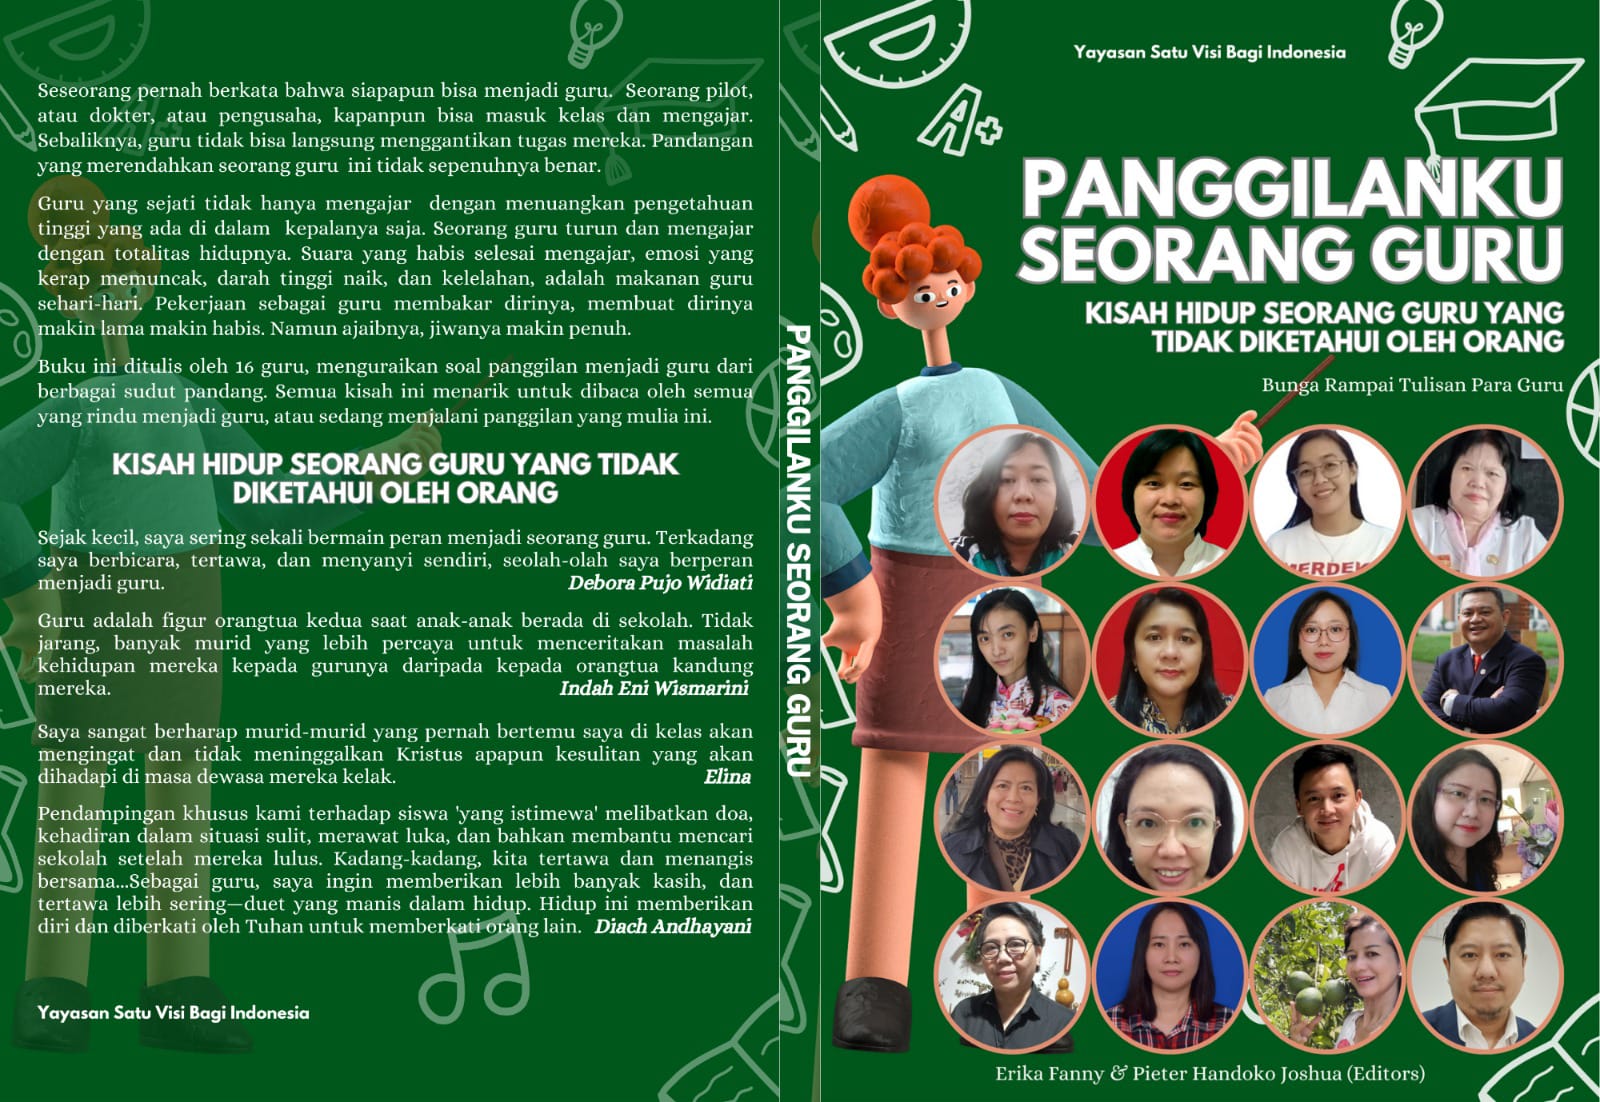 Seseorang pernah berkata bahwa siapapun bisa menjadi guru. Seorang pilot,
atau dokter, atau pengusaha, kapanpun bisa masuk kelas dan mengajar.
Sebaliknya, guru tidak bisa langsung menggantikan tugas mereka. Pandangan
yang merendahkan seorang guru ini tidak sepenuhnya benar.
Guru yang sejati tidak hanya mengajar dengan menuangkan pengetahuan
tinggi yang ada di dalam kepalanya saja. Seorang guru turun dan mengajar
dengan totalitas hidupnya. Suara yang habis selesai mengajar, emosi yang
kerap memuncak, darah tinggi naik, dan kelelahan, adalah makanan guru
sehari-hari. Pekerjaan sebagai guru membakar dirinya, membuat dirinya
makin lama makin habis. Namun ajaibnya, jiwanya makin penuh.
Buku ini ditulis oleh 16 guru, menguraikan soal panggilan menjadi guru dari
berbagai sudut pandang. Semua kisah ini menarik untuk dibaca oleh semua
yang rindu menjadi guru, atau sedang menjalani panggilan yang mulia ini.
KISAH HIDUP SEORANG GURU YANG TIDAK
DIKETAHUI OLEH ORANG
Sejak kecil, saya sering sekali bermain peran menjadi seorang guru. Terkadang
saya berbicara, tertawa, dan menyanyi sendiri, seolah-olah saya berperan
menjadi guru. Debora Pujo Widiati
Guru adalah figur orangtua kedua saat anak-anak berada di sekolah. Tidak
jarang, banyak murid yang lebih percaya untuk menceritakan masalah
kehidupan mereka kepada gurunya daripada kepada orangtua kandung
mereka. Indah Eni Wismarini
Saya sangat berharap murid-murid yang pernah bertemu saya di kelas akan
mengingat dan tidak meninggalkan Kristus apapun kesulitan yang akan
dihadapi di masa dewasa mereka kelak. Elina
Pendampingan khusus kami terhadap siswa 'yang istimewa' melibatkan doa,
kehadiran dalam situasi sulit, merawat luka, dan bahkan membantu mencari
sekolah setelah mereka lulus. Kadang-kadang, kita tertawa dan menangis
bersama...Sebagai guru, saya ingin memberikan lebih banyak kasih, dan
tertawa lebih sering—duet yang manis dalam hidup. Hidup ini memberikan
diri dan diberkati oleh Tuhan untuk memberkati orang lain. Diach Andhayani
Yayasan Satu Visi Bagi Indonesia
PANGGILANKU SEORANG GURU
Yayasan Satu Visi Bagi Indonesia
A+
PANGGILANKU
SEORANG GURU
KISAH HIDUP SEORANG GURU YANG
TIDAK DIKETAHUI OLEH ORANG
Bunga Rampai Tulisan Para Guru
MERDEK
Erika Fanny & Pieter Handoko Joshua (Editors)